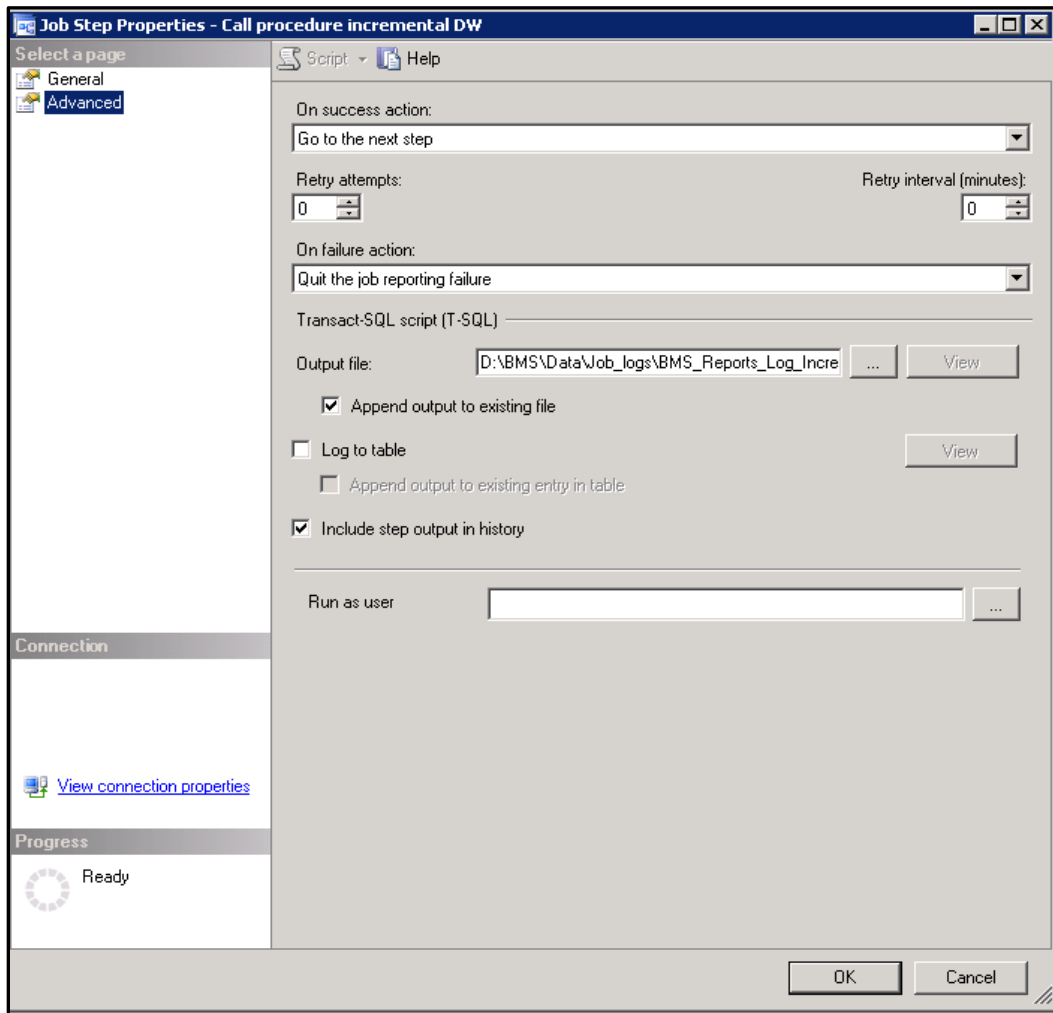 Job Step Properties - Call procedure incremental DW
Select a page
General
Advanced
Script
Help
On success action:
Go to the next step
Retry attempts:
Retry interval (minutes):
0
0
On failure action:
Quit the job reporting failure
Transact-SQL script (T-SQL)
Output file:
D:\BMS\Data\Job_logs\BMS_Reports_Log_Incre
...
View
Append output to existing file
Log to table
View
Append output to existing entry in table
Include step output in history
Run as user
...
Connection
View connection properties
Progress
Ready
OK
Cancel